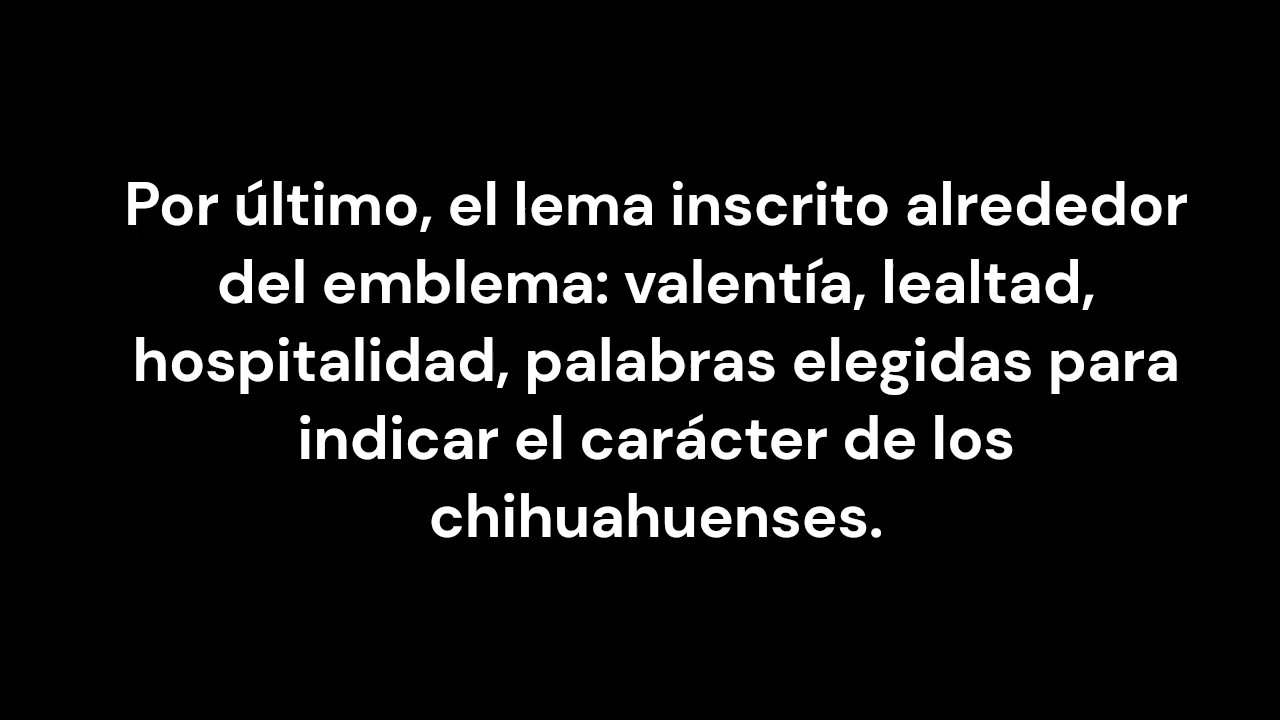 Por último, el lema inscrito alrededor
del emblema: valentía, lealtad,
hospitalidad, palabras elegidas para
indicar el carácter de los
chihuahuenses.